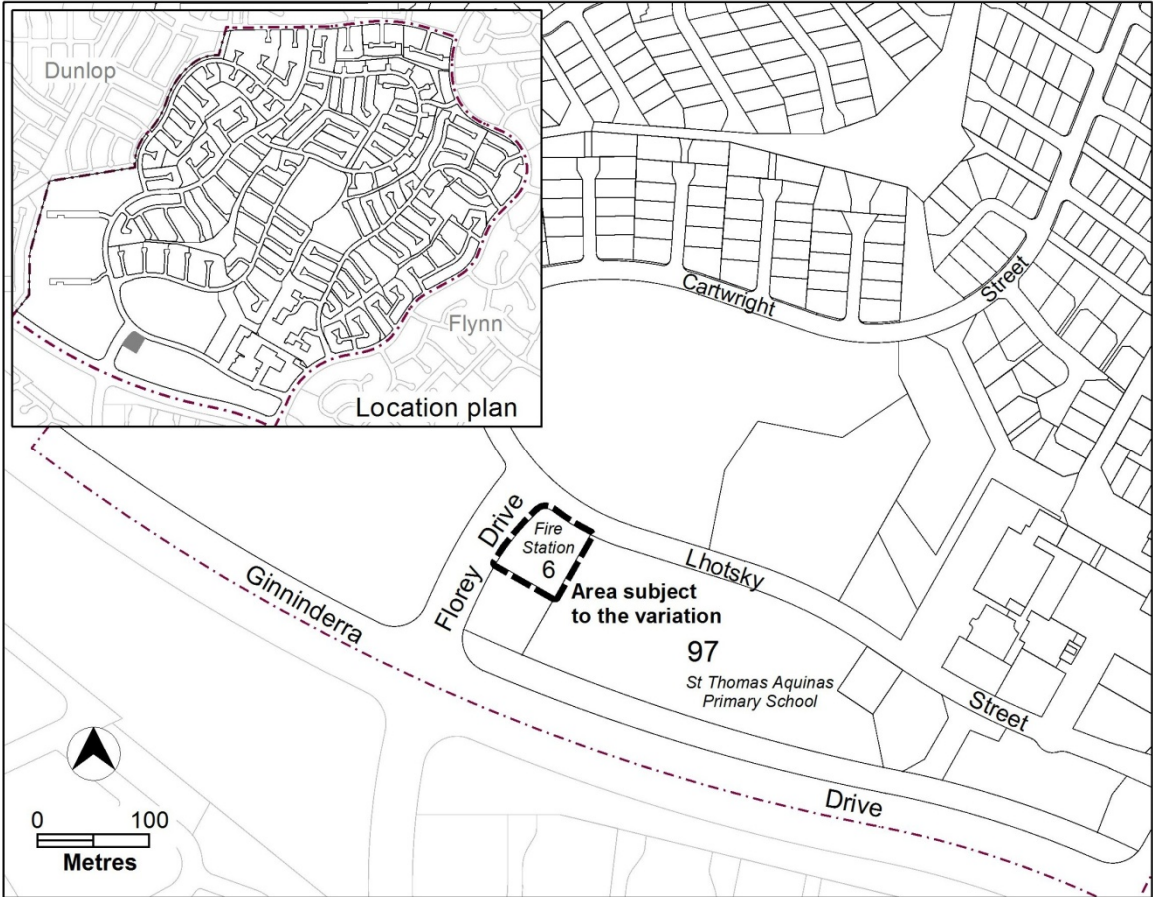 Dunlop
Flynn
Location plan
Cartwright
Street
Drive
Fire
Station
6
Florey
Ginninderra
Lhotsky
Area subject
to the variation
97
St Thomas Aquinas
Primary School
Street
Drive
0 100
Metres